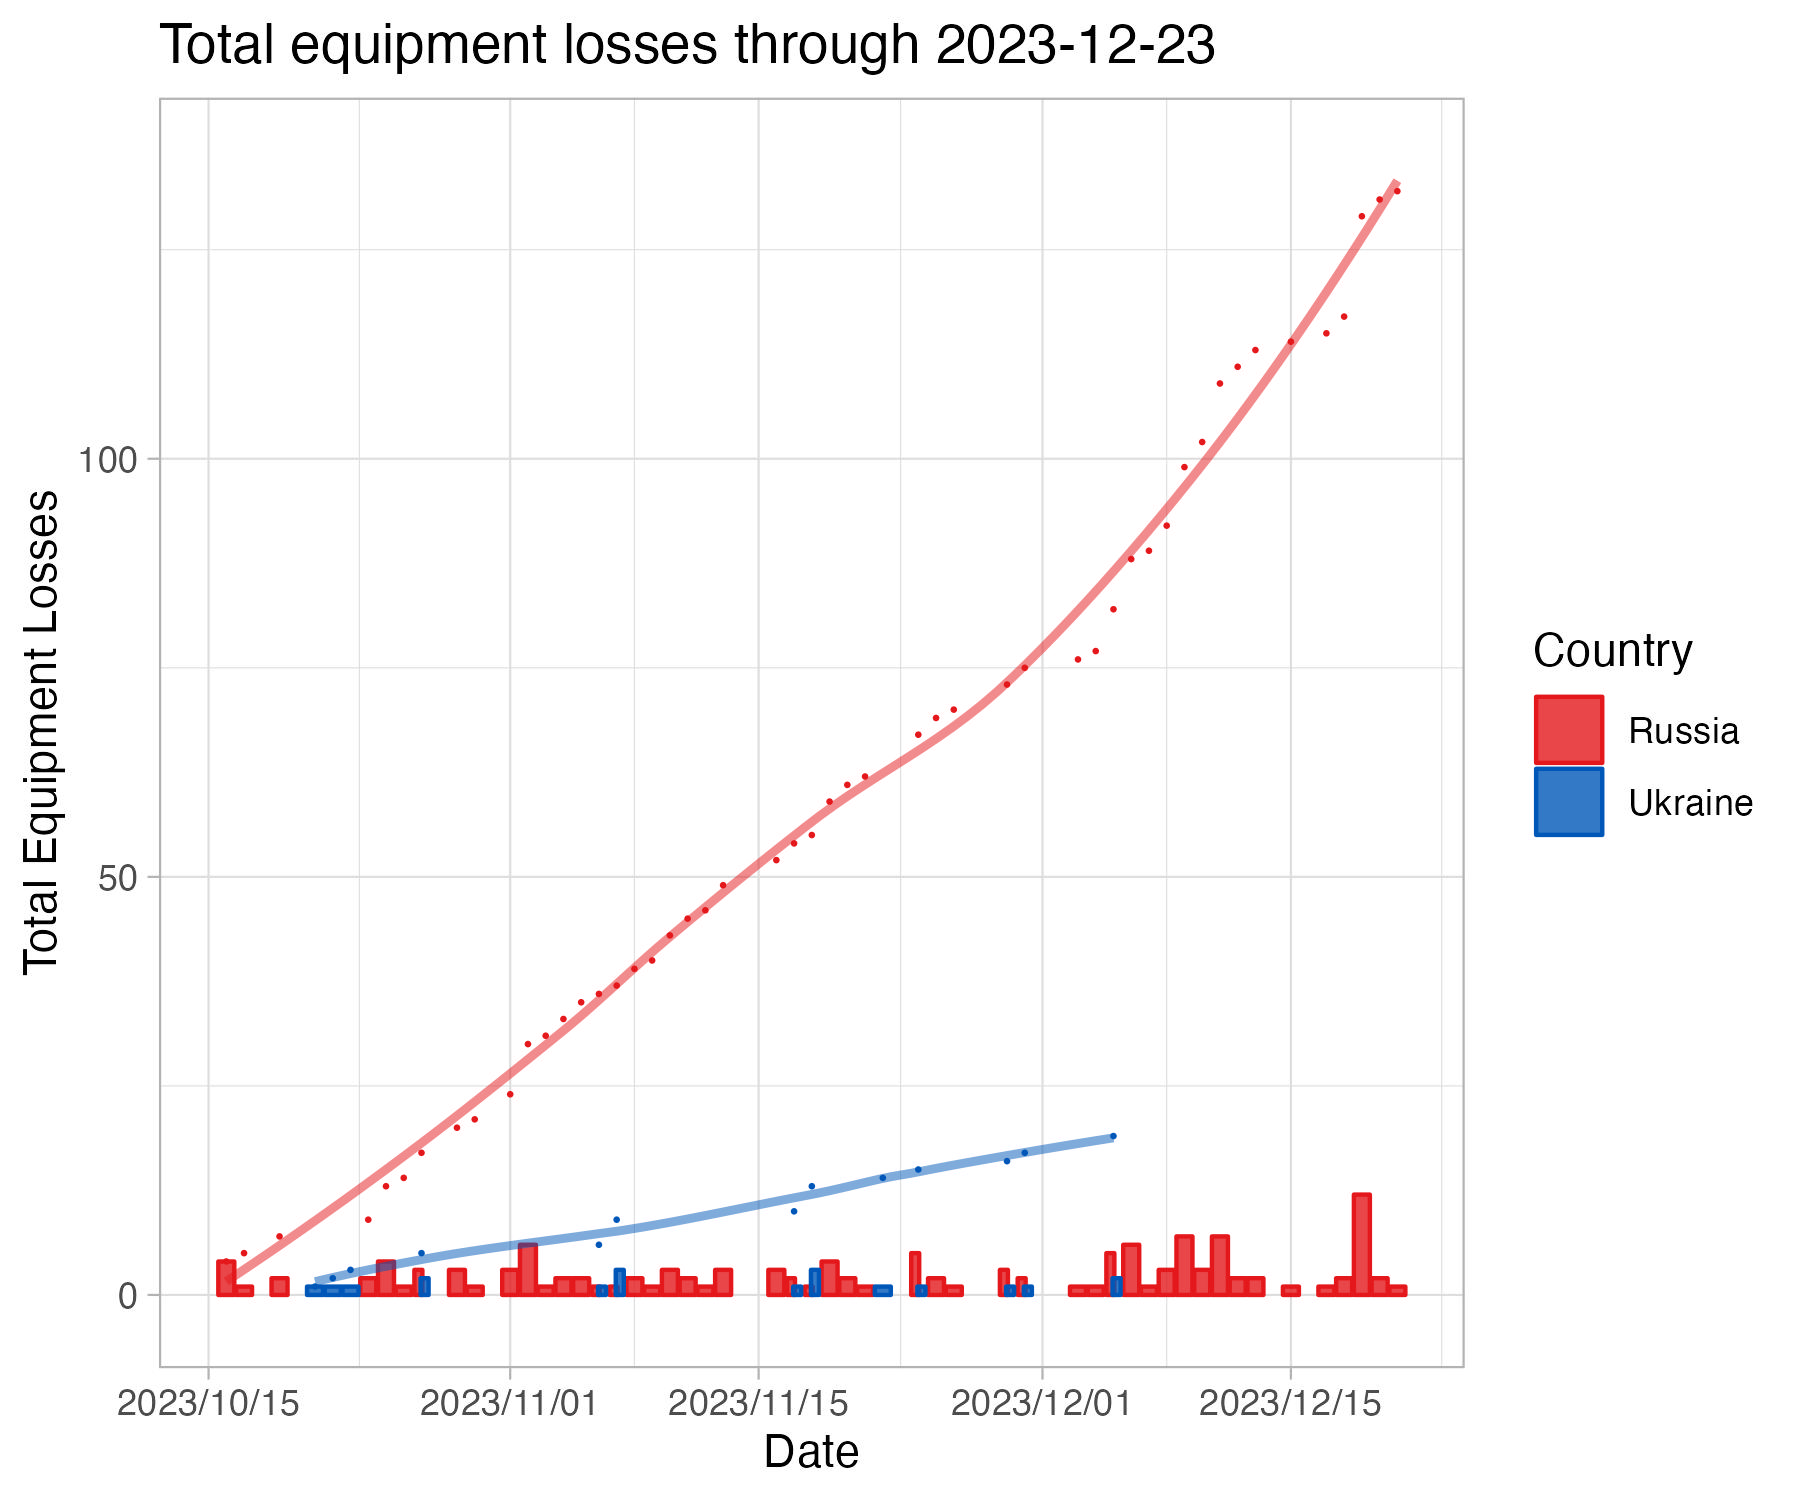 Total equipment losses through 2023-12-23
Total Equipment Losses
100
50
0
2023/10/15
2023/11/01
2023/11/15
2023/12/01
2023/12/15
Date
Country
Russia
Ukraine